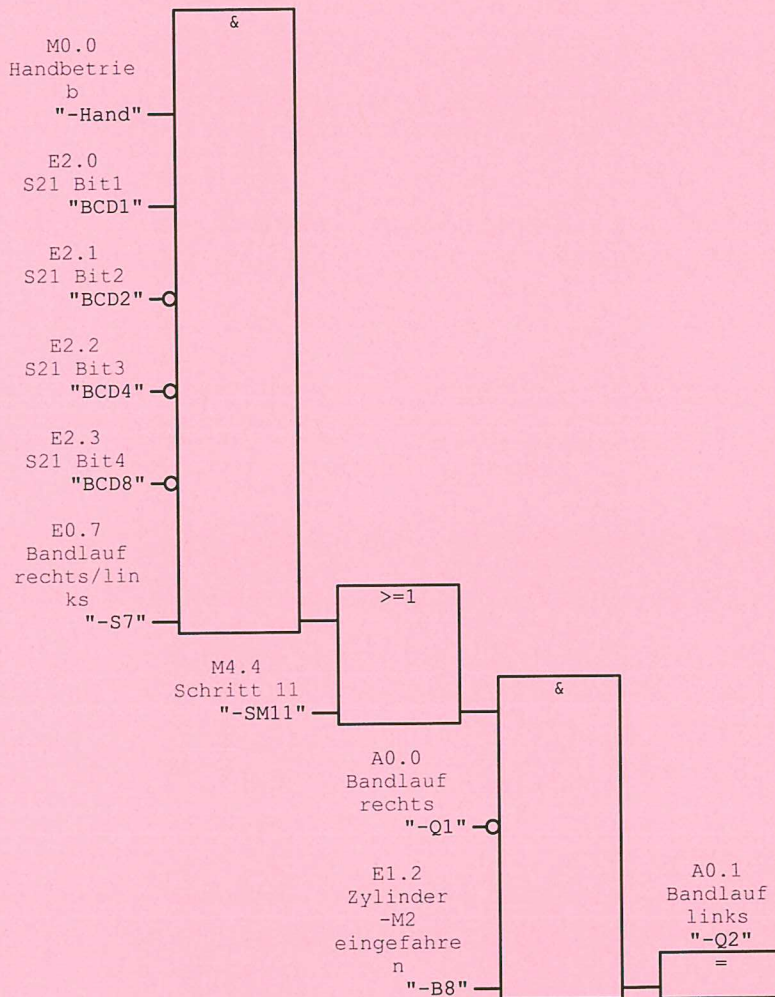 &
M0.0
Handbetrie
b
"-Hand"
E2.0
S21 Bit1
"BCD1"
E2.1
S21 Bit2
"BCD2"
E2.2
S21 Bit3
"BCD4"
E2.3
S21 Bit4
"BCD8"
E0.7
Bandlauf
rechts/lin
ks
"-S7"
>=1
M4.4
Schritt 11
"-SM11"
&
A0.0
Bandlauf
rechts
"-Q1"
E1.2
Zylinder
-M2
eingefahre
n
"-B8"
A0.1
Bandlauf
links
"-Q2"
=